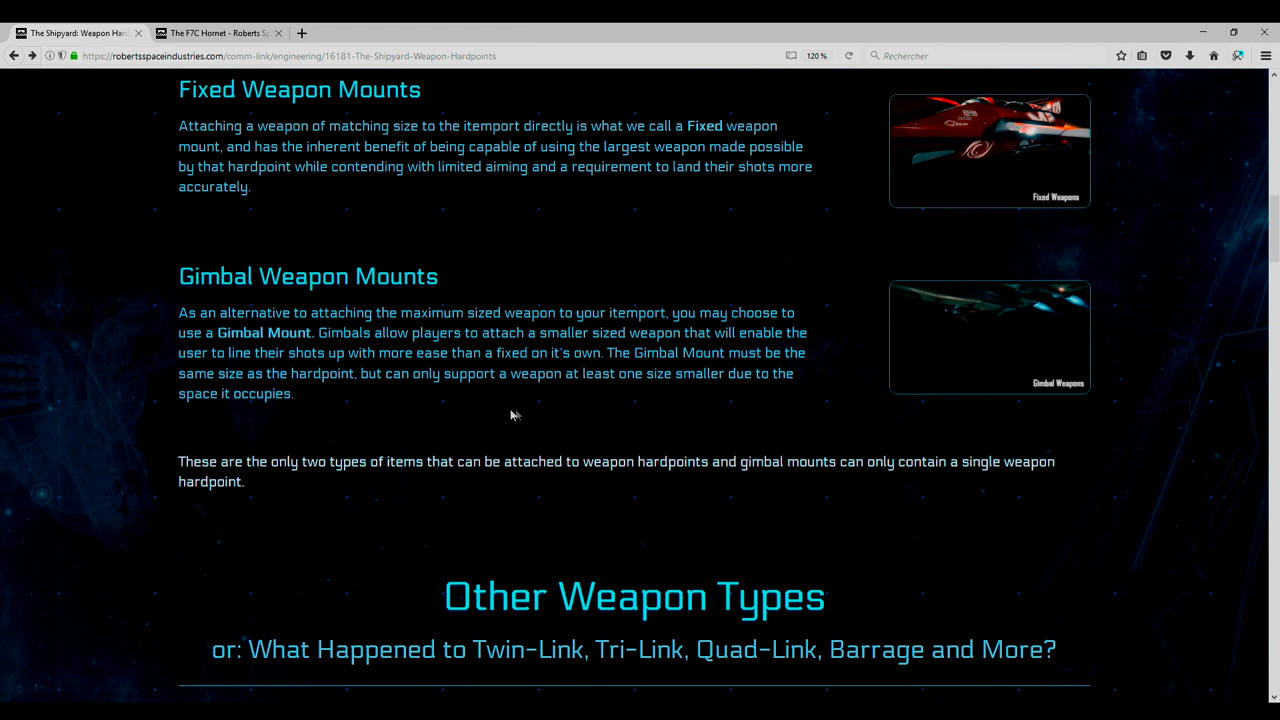 The Shipyard: Weapon Hard
The F7C Hornet - Roberts Sp
https://robertsspaceindustries.com/comm-link/engineering/16181-The-Shipyard-Weapon-Hardpoints
120%
Rechercher
Fixed Weapon Mounts
Attaching a weapon of matching size to the itemport directly is what we call a Fixed weapon
mount, and has the inherent benefit of being capable of using the largest weapon made possible
by that hardpoint while contending with limited aiming and a requirement to land their shots more
accurately.
Fixed Weapons
Gimbal Weapon Mounts
As an alternative to attaching the maximum sized weapon to your itemport, you may choose to
use a Gimbal Mount. Gimbals allow players to attach a smaller sized weapon that will enable the
user to line their shots up with more ease than a fixed on it's own. The Gimbal Mount must be the
same size as the hardpoint, but can only support a weapon at least one size smaller due to the
space it occupies.
Gimbal Weapons
These are the only two types of items that can be attached to weapon hardpoints and gimbal mounts can only contain a single weapon
hardpoint.
Other Weapon Types
or: What Happened to Twin-Link, Tri-Link, Quad-Link, Barrage and More?